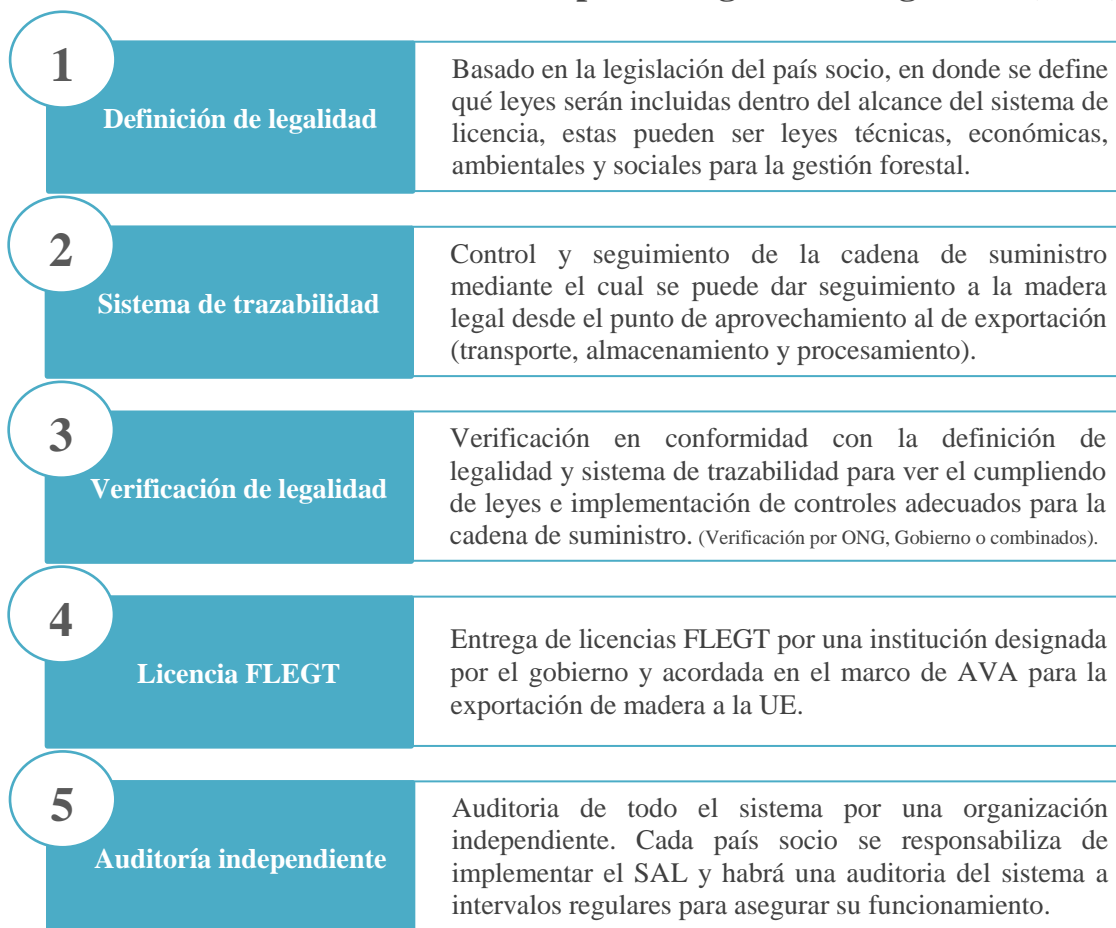 1
Definición de legalidad
Basado en la legislación del país socio, en donde se define
qué leyes serán incluidas dentro del alcance del sistema de
licencia, estas pueden ser leyes técnicas, económicas,
ambientales y sociales para la gestión forestal.
2
Sistema de trazabilidad
Control y seguimiento de la cadena de suministro
mediante el cual se puede dar seguimiento a la madera
legal desde el punto de aprovechamiento al de exportación
(transporte, almacenamiento y procesamiento).
3
Verificación de legalidad
Verificación en conformidad con la definición de
legalidad y sistema de trazabilidad para ver el cumpliendo
de leyes e implementación de controles adecuados para la
cadena de suministro. (Verificación por ONG, Gobierno o combinados).
4
Licencia FLEGT
Entrega de licencias FLEGT por una institución designada
por el gobierno y acordada en el marco de AVA para la
exportación de madera a la UE.
5
Auditoría independiente
Auditoria de todo el sistema por una organización
independiente. Cada país socio se responsabiliza de
implementar el SAL y habrá una auditoria del sistema a
intervalos regulares para asegurar su funcionamiento.